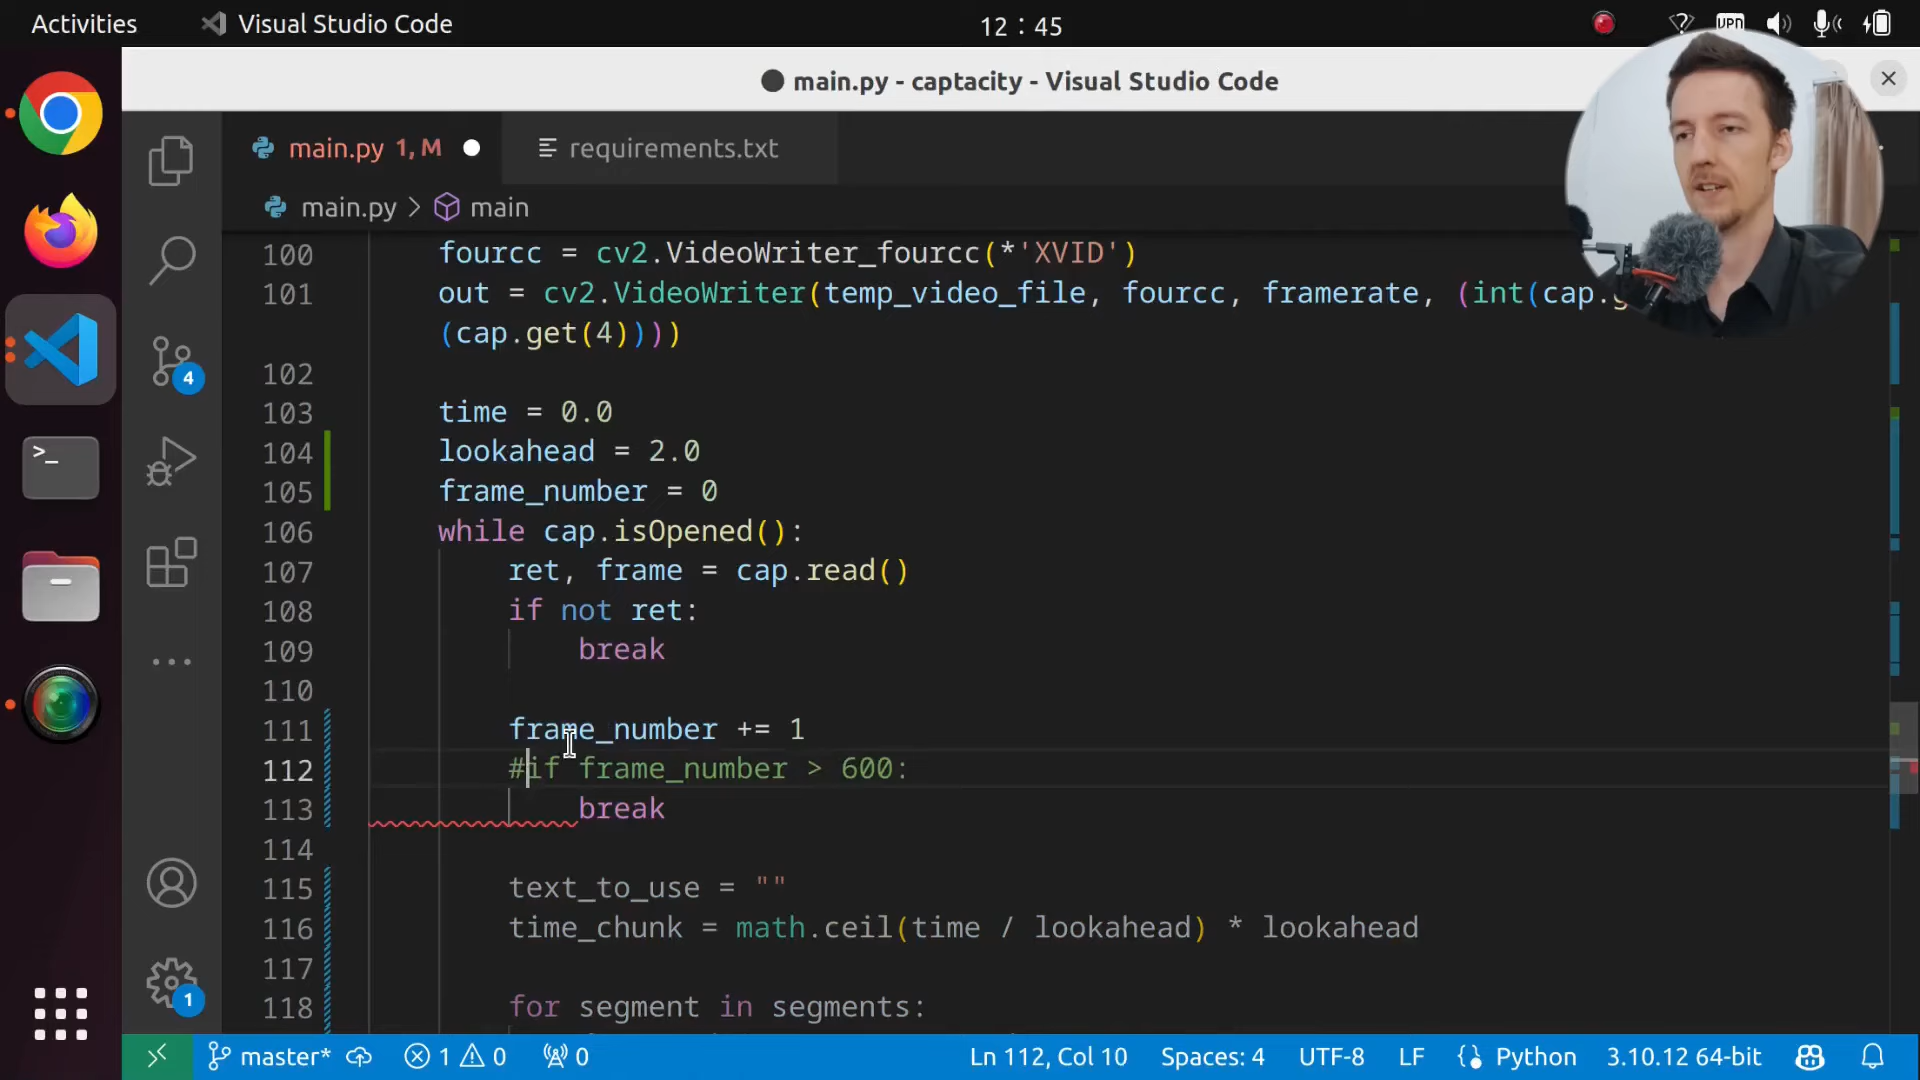 Activities Visual Studio Code 12 : 45 VPN
main.py - captacity - Visual Studio Code
main.py 1, M requirements.txt
main.py > main
100 fourcc = cv2.VideoWriter_fourcc(*'XVID')
101 out = cv2.VideoWriter(temp_video_file, fourcc, framerate, (int(cap.g
(cap.get(4))))
102
103 time = 0.0
104 lookahead = 2.0
105 frame_number = 0
106 while cap.isOpened():
107 ret, frame = cap.read()
108 if not ret:
109 break
110
111 frame_number += 1
112 #if frame_number > 600:
113 break
114
115 text_to_use = ""
116 time_chunk = math.ceil(time / lookahead) * lookahead
117
118 for segment in segments:
4
1
master* 1 0 0 Ln 112, Col 10 Spaces: 4 UTF-8 LF Python 3.10.12 64-bit